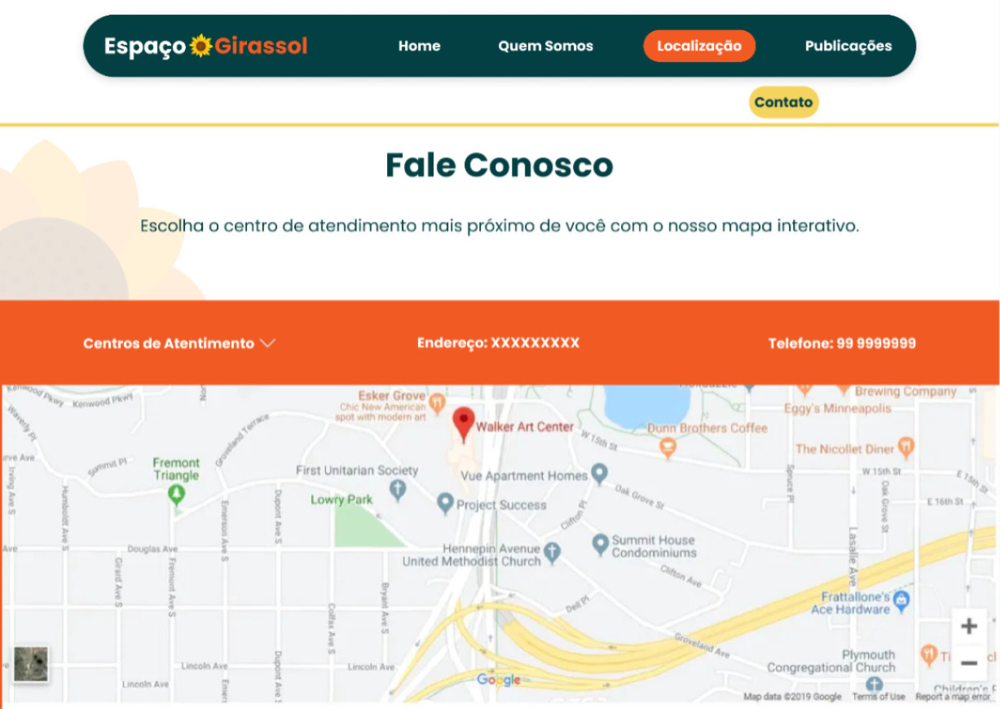 Espaço Girassol
Home
Quem Somos
Localização
Publicações
Contato
Fale Conosco
Escolha o centro de atendimento mais próximo de você com o nosso mapa interativo.
Centros de Atentimento
Endereço: XXXXXXXXX
Telefone: 99 9999999
Kenwood Pkwy
Kenwood Pkwy
Waverly Pl
Esker Grove
Chic New American
spot with modern art
Walker Art Center
W 15th St
Dunn Brothers Coffee
Brewing Company
Eggy's Minneapolis
The Nicollet Diner
W 15th St
E 15th St
E 16th St
Groveland Terrace
Summit Pl
Fremont
Triangle
First Unitarian Society
Lowry Park
Vue Apartment Homes
Project Success
Oak Grove St
Clifton Pl
Spruce Pl
Oak Grove St
Irving Ave S
Humboldt Ave S
Emerson Ave S
Dupont Ave S
Ave
Douglas Ave
Hennepin Avenue
United Methodist Church
Summit House
Condominiums
Clifton Ave
Lasalle Ave
Girard Ave S
Fremont Ave S
Bryant Ave S
Colfax Ave S
Dell Pl
Frattallone's
Ace Hardware
Groveland Ave
Plymouth
Congregational Church
+
−
Lincoln Ave
Lincoln Ave
Lincoln Ave
Dupont Ave S
Google
Map data ©2019 Google
Terms of Use
Report a map error